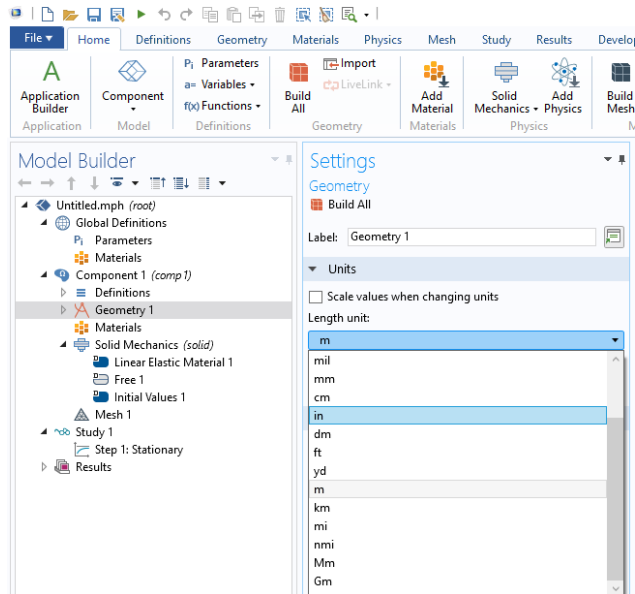 File
Home
Definitions
Geometry
Materials
Physics
Mesh
Study
Results
Develop
A
Application Builder
Application
Component
Model
Pi Parameters
a= Variables
f(x) Functions
Definitions
Build All
Import
LiveLink
Geometry
Add Material
Materials
Solid Mechanics
Add Physics
Physics
Build Mesh
M
Model Builder
Untitled.mph (root)
Global Definitions
Pi Parameters
Materials
Component 1 (comp1)
Definitions
Geometry 1
Materials
Solid Mechanics (solid)
Linear Elastic Material 1
Free 1
Initial Values 1
Mesh 1
Study 1
Step 1: Stationary
Results
Settings
Geometry
Build All
Label: Geometry 1
Units
Scale values when changing units
Length unit:
m
mil
mm
cm
in
dm
ft
yd
m
km
mi
nmi
Mm
Gm